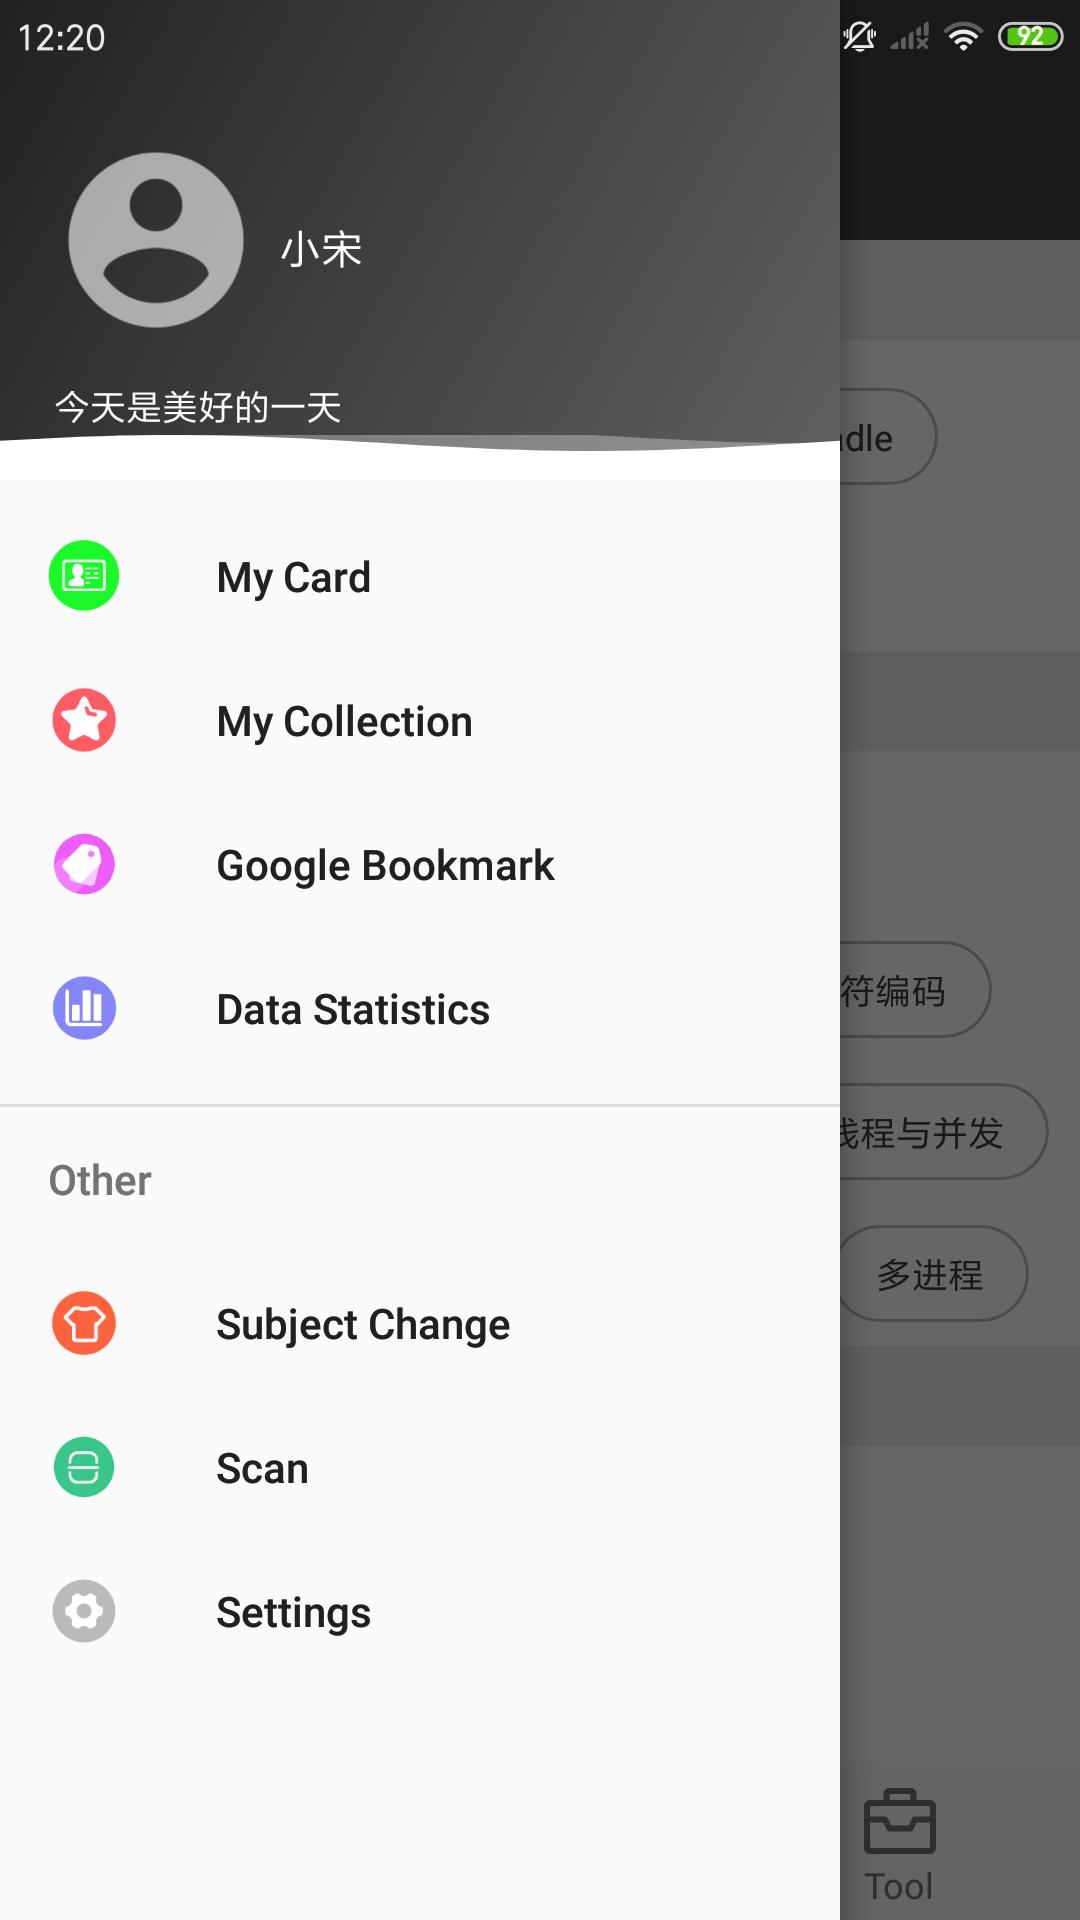 12:20
92
小宋
今天是美好的一天
My Card
My Collection
Google Bookmark
Data Statistics
Other
Subject Change
Scan
Settings
dle
符编码
程与并发
多进程
Tool